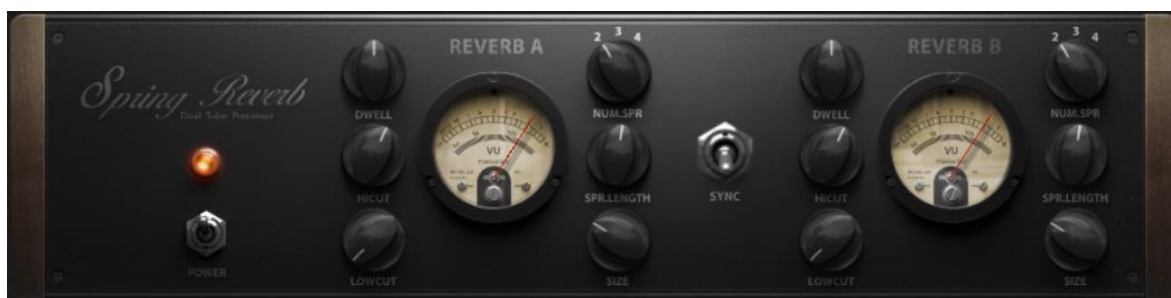 REVERB A
2 3 4
REVERB B
2 3 4
Spring Reverb
Dual Tube Processor
DWELL
NUM.SPR
DWELL
NUM.SPR
VU
VU
HICUT
SPR.LENGTH
SYNC
HICUT
SPR.LENGTH
POWER
LOWCUT
SIZE
LOWCUT
SIZE